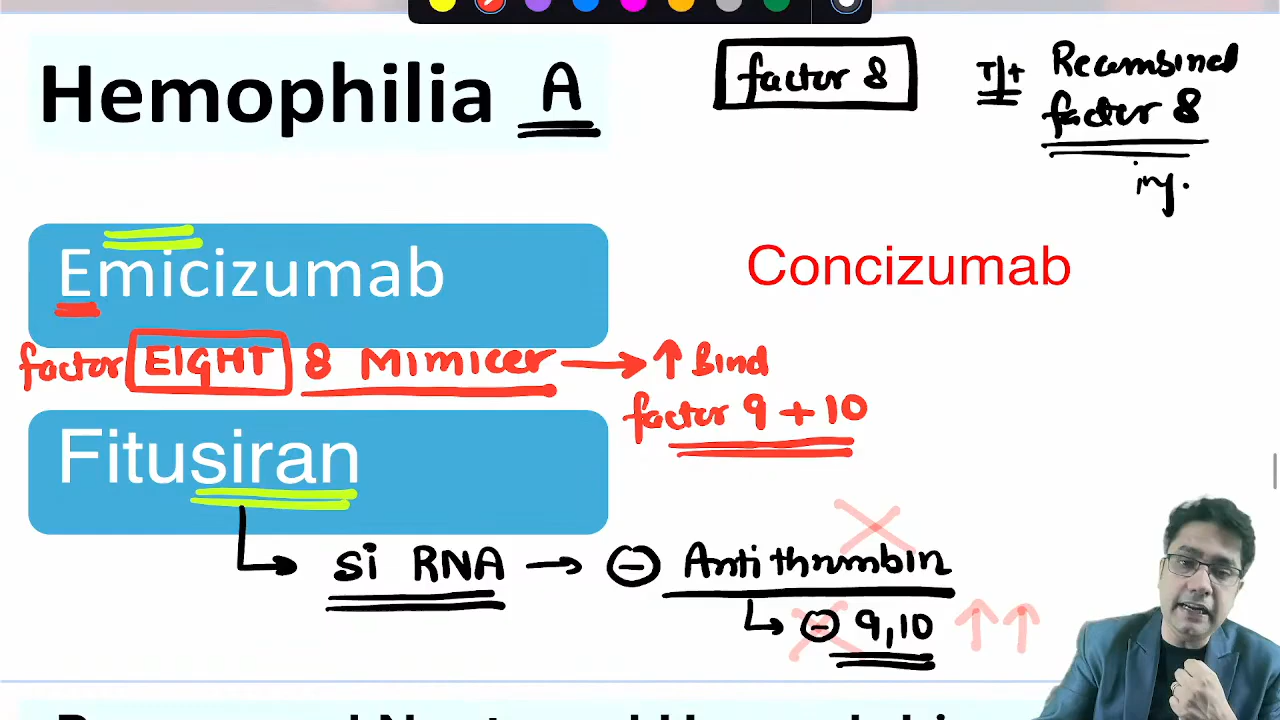 Hemophilia A
factor 8
T/t Recombined
factor 8
inj.
Emicizumab
Concizumab
factor EIGHT 8 Mimicer → ↑ Bind
factor 9 + 10
Fitusiran
si RNA → ⊖ Antithrumbin
⊖ 9,10 ↑↑